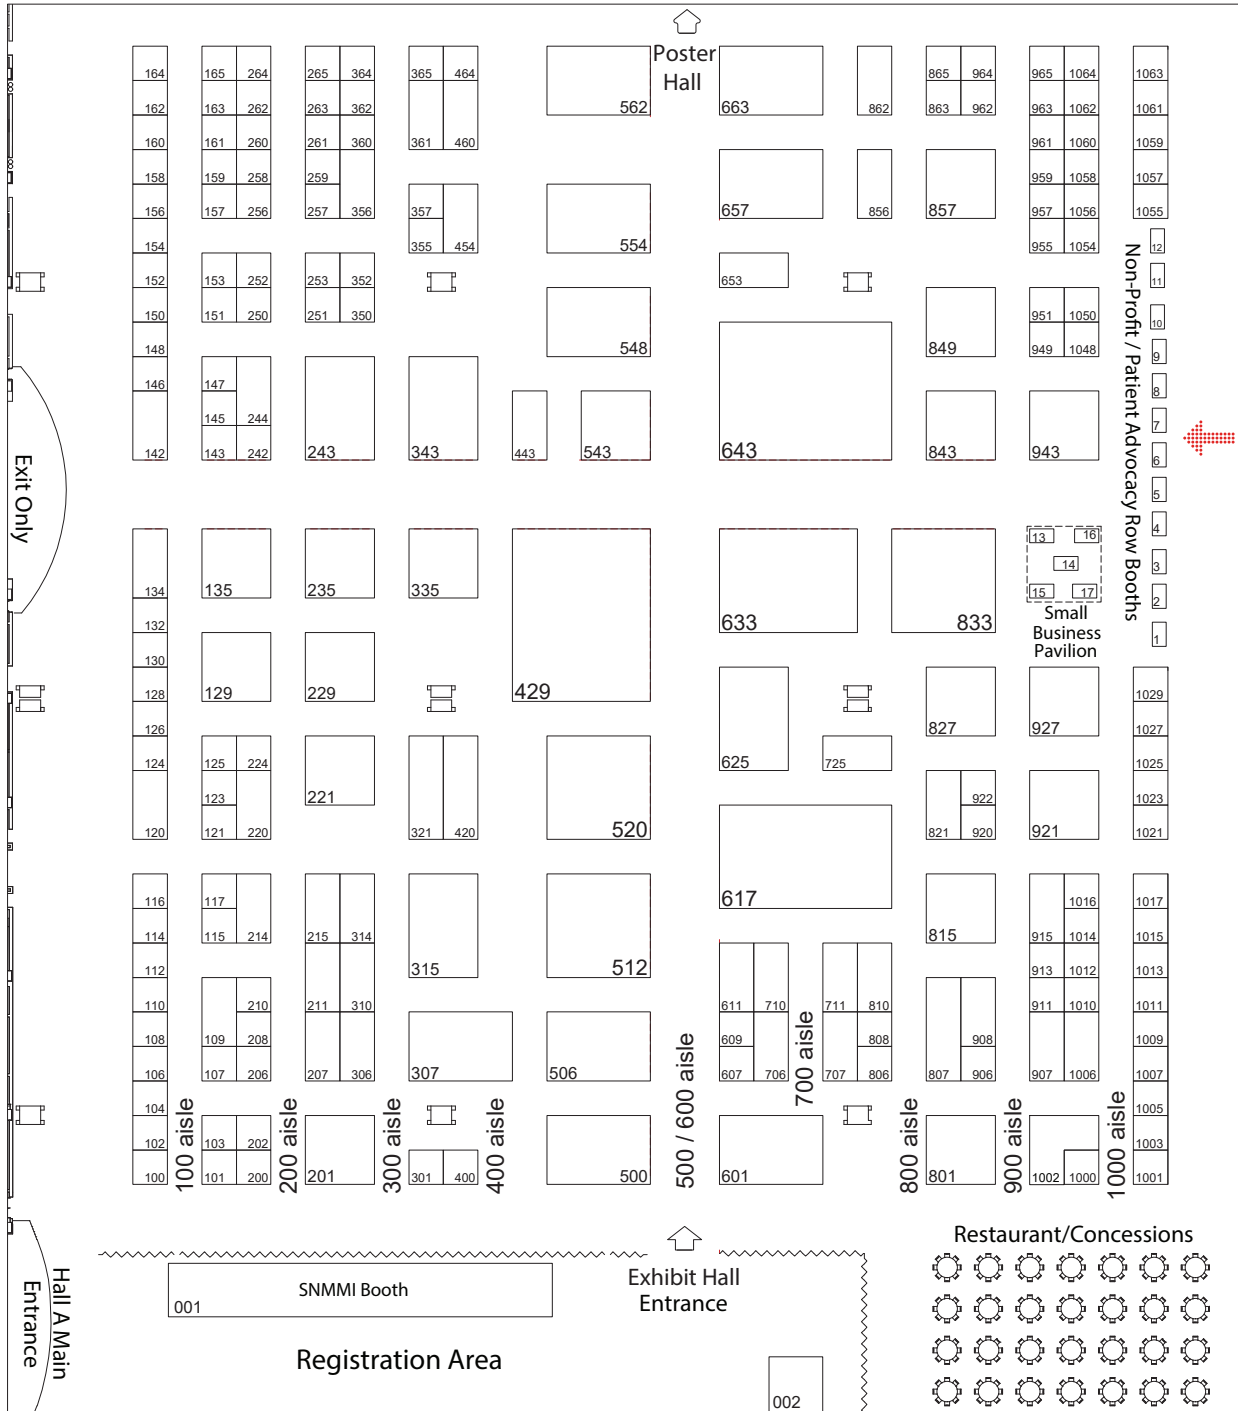 Poster
Hall
164 165 264 265 364 365 464 562 663 862 865 964 965 1064 1063
162 163 262 263 362 863 962 963 1062 1061
160 161 260 261 360 361 460 961 1060 1059
158 159 258 259 959 1058 1057
156 157 256 257 356 357 657 856 857 957 1056 1055
154 355 454 554 955 1054 12
152 153 252 253 352 653 11
150 151 250 251 350 951 1050 10
148 548 849 949 1048 9
146 147 8
145 244 7
142 143 242 243 343 443 543 643 843 943 6
5
4
Non-Profit / Patient Advocacy Row Booths
Exit Only
13 16
14 3
134 135 235 335 15 17 2
132 633 833 1
Small
Business
Pavilion
130
128 129 229 429 1029
126 827 927 1027
124 125 224 625 725 1025
123 221 922 1023
120 121 220 321 420 520 821 920 921 1021
116 117 617 1016 1017
114 115 214 215 314 815 915 1014 1015
112 315 512 913 1012 1013
110 210 211 310 611 710 711 810 911 1010 1011
108 109 208 609 808 908 1009
106 107 206 207 306 307 506 607 706 707 806 807 906 907 1006 1007
104 1005
102 103 202 1003
100 101 200 201 301 400 500 601 801 1002 1000 1001
100 aisle
200 aisle
300 aisle
400 aisle
500 / 600 aisle
700 aisle
800 aisle
900 aisle
1000 aisle
Restaurant/Concessions
Exhibit Hall
Entrance
SNMMI Booth
001
Registration Area
002
Hall A Main
Entrance